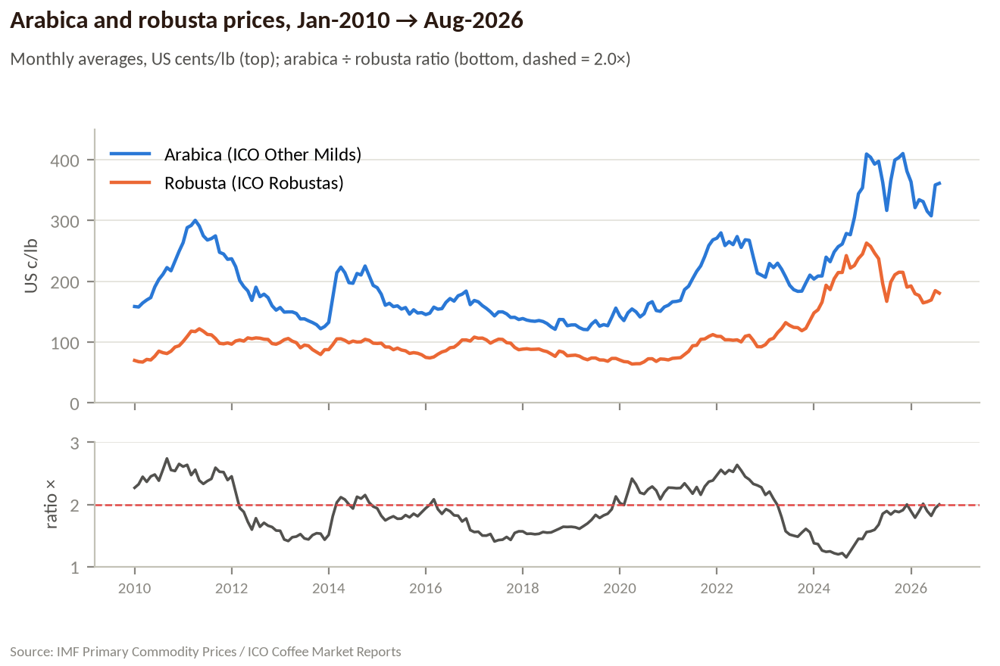 Arabica and robusta prices, Jan-2010 → Aug-2026
Monthly averages, US cents/lb (top); arabica ÷ robusta ratio (bottom, dashed = 2.0×)
Arabica (ICO Other Milds)
Robusta (ICO Robustas)
US c/lb
400
300
200
100
0
ratio ×
3
2
1
2010 2012 2014 2016 2018 2020 2022 2024 2026
Source: IMF Primary Commodity Prices / ICO Coffee Market Reports